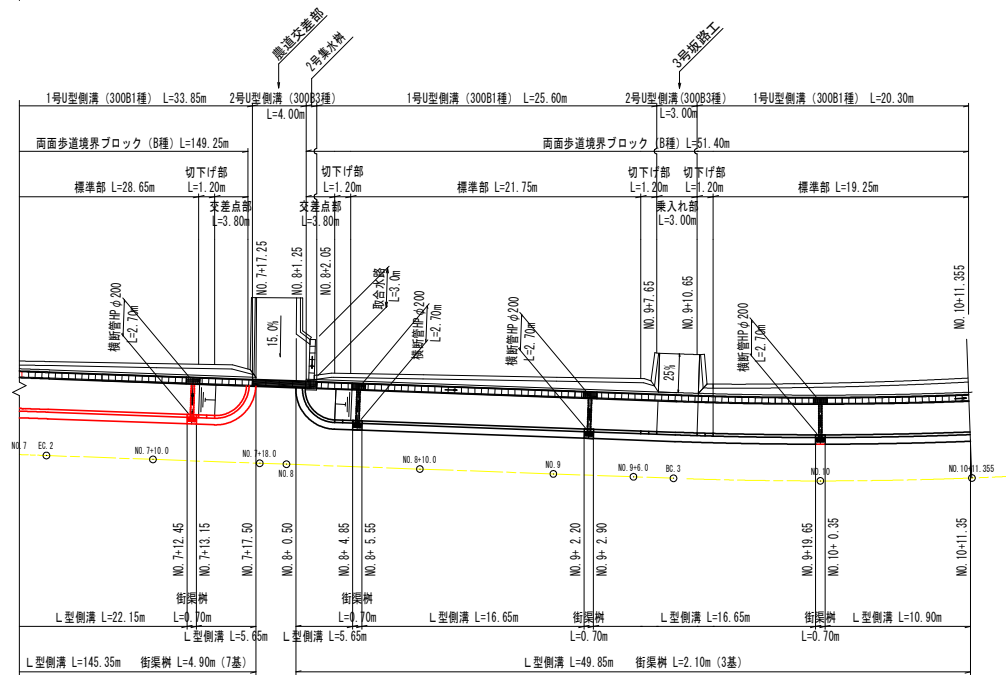 農道交差部
2号集水桝
3号坂路工
1号U型側溝（300B1種） L=33.85m
2号U型側溝（300B3種）
L=4.00m
1号U型側溝（300B1種） L=25.60m
2号U型側溝（300B3種）
L=3.00m
1号U型側溝（300B1種） L=20.30m
両面歩道境界ブロック（B種）L=149.25m
両面歩道境界ブロック（B種）L=51.40m
標準部 L=28.65m
切下げ部
L=1.20m
交差点部
L=3.80m
切下げ部
L=1.20m
交差点部
L=3.80m
標準部 L=21.75m
切下げ部
L=1.20m
乗入れ部
L=3.00m
切下げ部
L=1.20m
標準部 L=19.25m
NO.7+17.25
NO.8+1.25
NO.8+2.05
NO.9+7.65
NO.9+10.65
NO.10+11.355
横断管HPφ200
L=2.70m
15.0%
取合水路
L=3.0m
横断管HPφ200
L=2.70m
横断管HPφ200
L=2.70m
25%
横断管HPφ200
L=2.70m
NO.7
EC.2
NO.7+10.0
NO.7+18.0
NO.8
NO.8+10.0
NO.9
NO.9+6.0
BC.3
NO.10
NO.10+11.355
NO.7+12.45
NO.7+13.15
NO.7+17.50
NO.8+ 0.50
NO.8+ 4.85
NO.8+ 5.55
NO.9+ 2.20
NO.9+ 2.90
NO.9+19.65
NO.10+ 0.35
NO.10+11.35
L型側溝 L=22.15m
街渠桝
L=0.70m
L型側溝 L=5.65m
L型側溝 L=5.65m
街渠桝
L=0.70m
L型側溝 L=16.65m
街渠桝
L=0.70m
L型側溝 L=16.65m
街渠桝
L=0.70m
L型側溝 L=10.90m
L型側溝 L=145.35m 街渠桝 L=4.90m（7基）
L型側溝 L=49.85m 街渠桝 L=2.10m（3基）